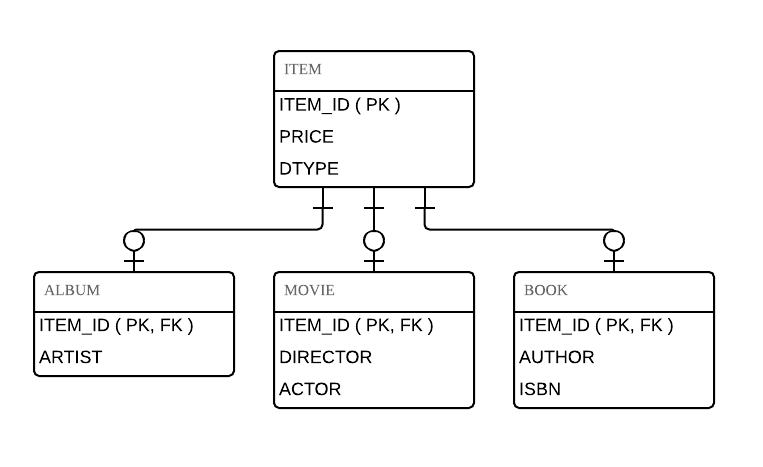 ITEM
ITEM_ID ( PK )
PRICE
DTYPE
ALBUM
ITEM_ID ( PK, FK )
ARTIST
MOVIE
ITEM_ID ( PK, FK )
DIRECTOR
ACTOR
BOOK
ITEM_ID ( PK, FK )
AUTHOR
ISBN